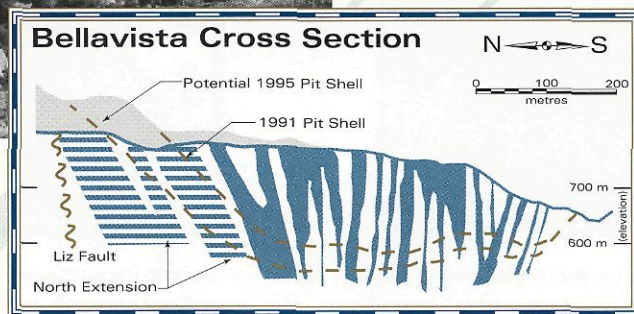 Bellavista Cross Section
N S
0 100 200
metres
Potential 1995 Pit Shell
1991 Pit Shell
700 m
600 m
(elevation)
Liz Fault
North Extension